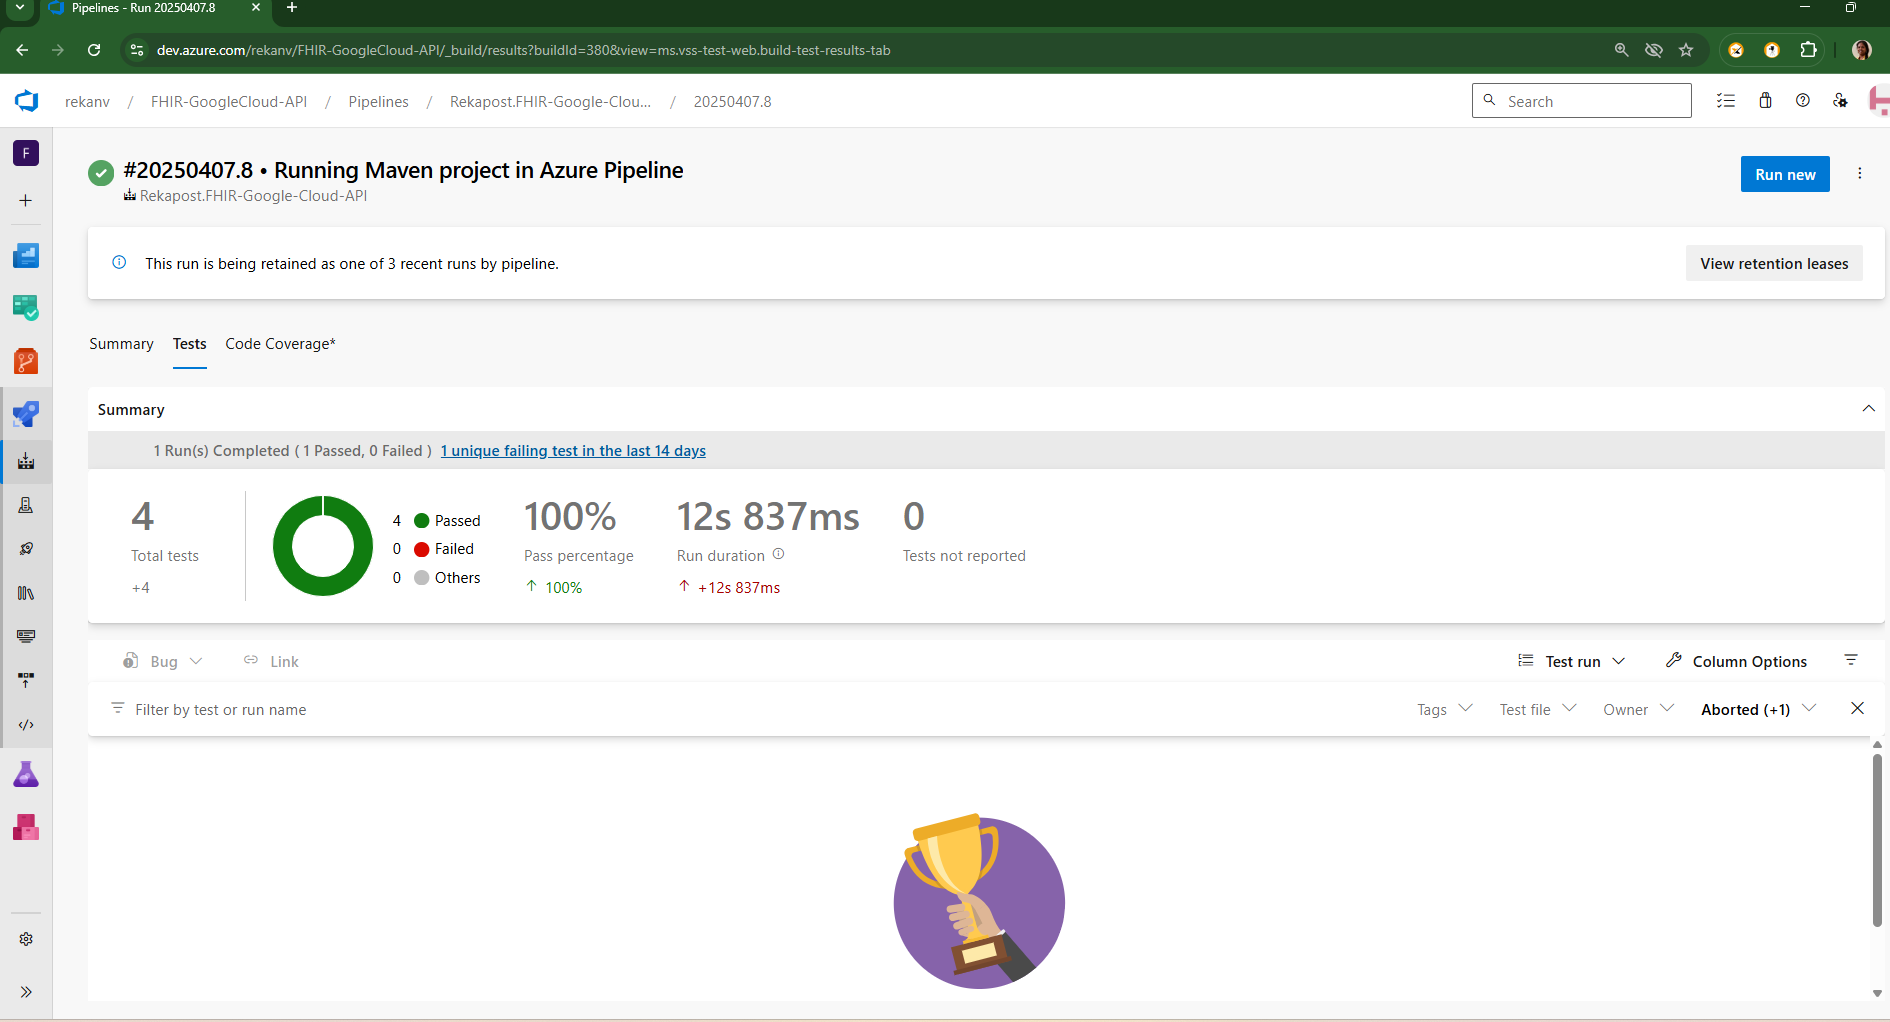 Pipelines - Run 20250407.8
dev.azure.com/rekanv/FHIR-GoogleCloud-API/_build/results?buildId=380&view=ms.vss-test-web.build-test-results-tab
rekanv / FHIR-GoogleCloud-API / Pipelines / Rekapost.FHIR-Google-Clou... / 20250407.8
Search
F
#20250407.8 • Running Maven project in Azure Pipeline
Rekapost.FHIR-Google-Cloud-API
Run new
This run is being retained as one of 3 recent runs by pipeline.
View retention leases
Summary Tests Code Coverage*
Summary
1 Run(s) Completed ( 1 Passed, 0 Failed ) 1 unique failing test in the last 14 days
4
Total tests
+4
4 Passed
0 Failed
0 Others
100%
Pass percentage
100%
12s 837ms
Run duration
+12s 837ms
0
Tests not reported
Bug Link
Test run Column Options
Filter by test or run name
Tags Test file Owner Aborted (+1)